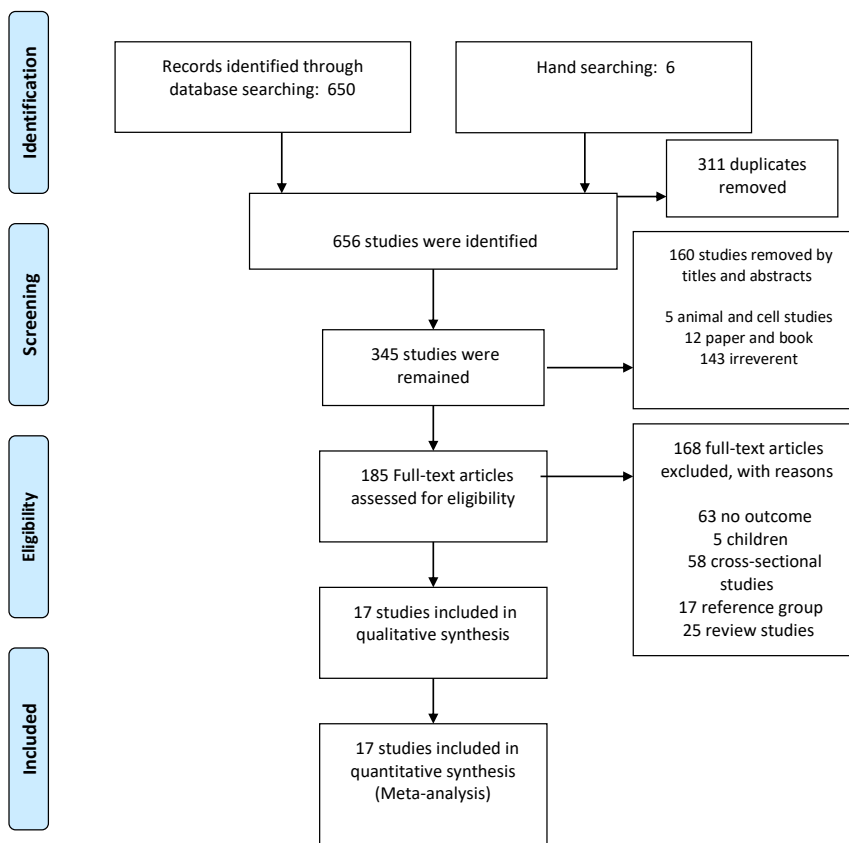 Identification
Records identified through
database searching: 650
Hand searching: 6
311 duplicates
removed
656 studies were identified
Screening
160 studies removed by
titles and abstracts
5 animal and cell studies
12 paper and book
143 irreverent
345 studies were
remained
Eligibility
185 Full-text articles
assessed for eligibility
168 full-text articles
excluded, with reasons
63 no outcome
5 children
58 cross-sectional
studies
17 reference group
25 review studies
17 studies included in
qualitative synthesis
Included
17 studies included in
quantitative synthesis
(Meta-analysis)